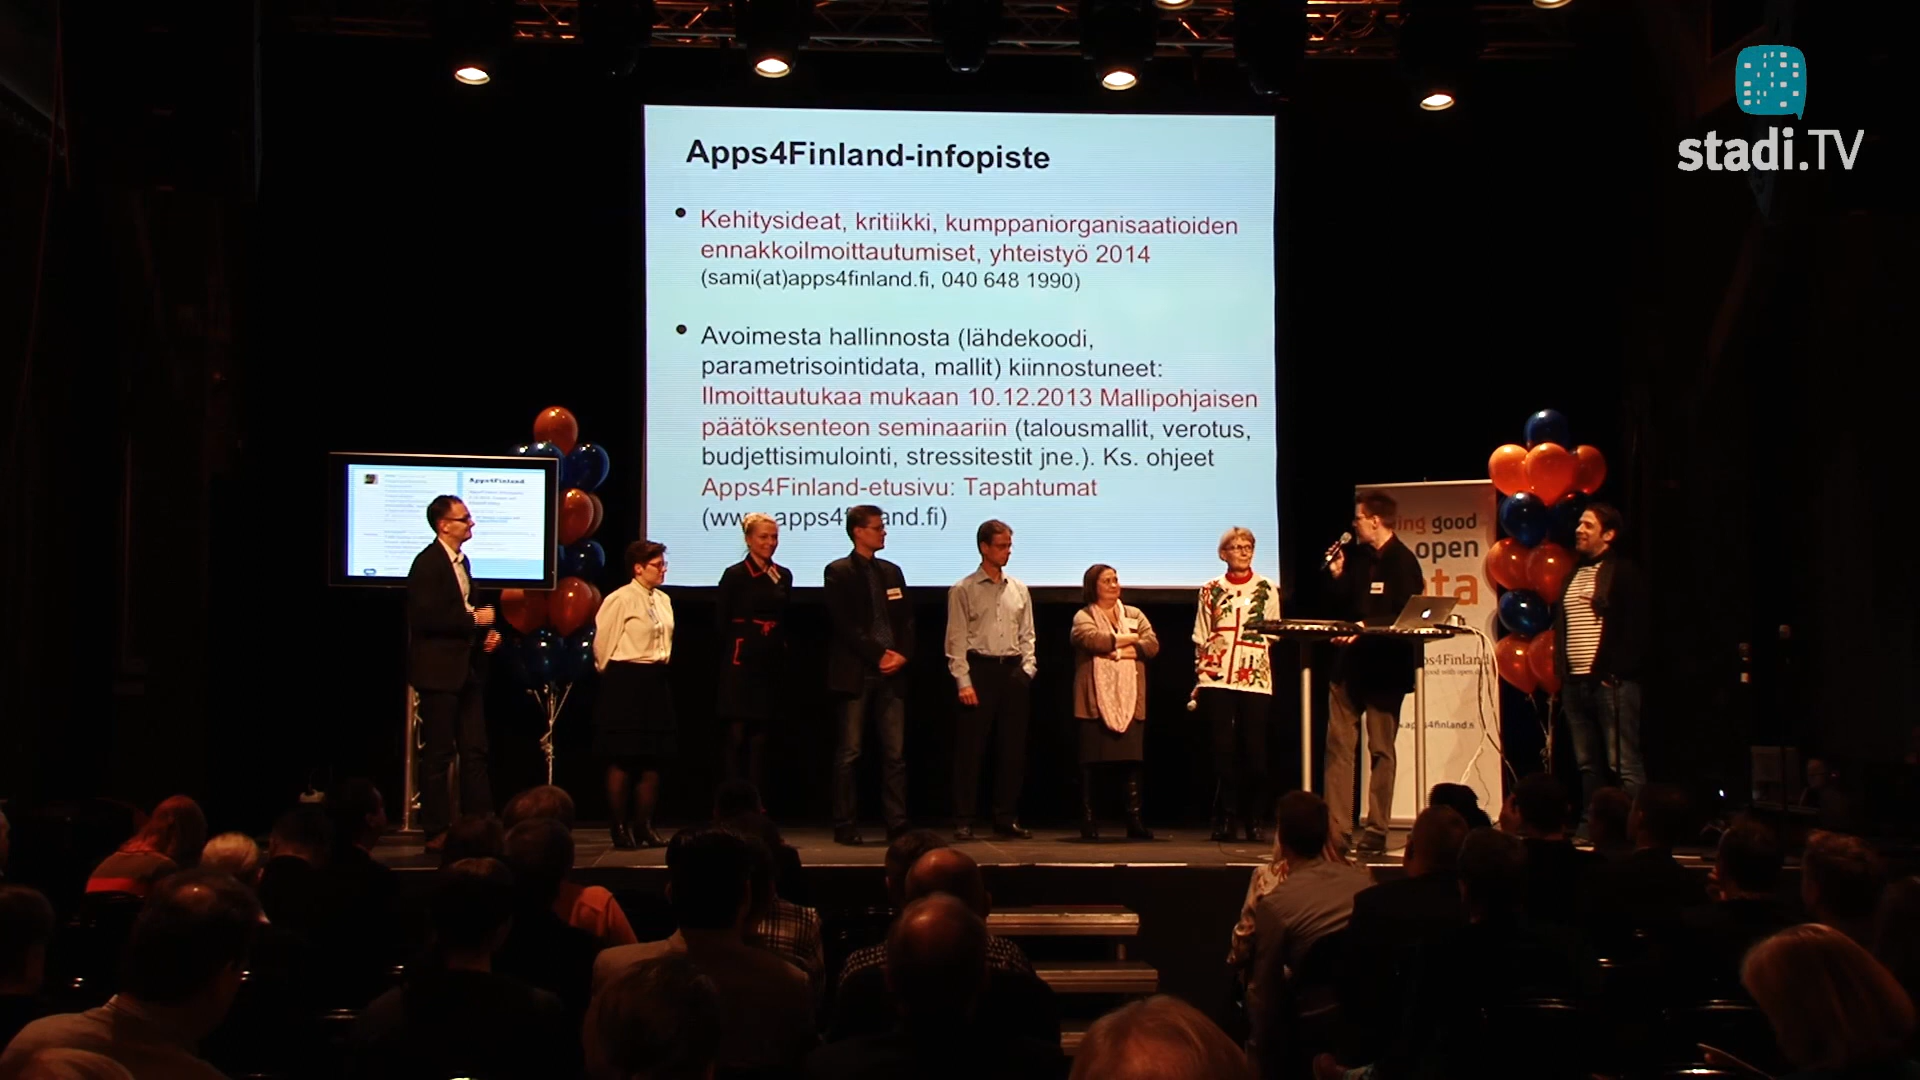 stadi.TV
Apps4Finland-infopiste
• Kehitysideat, kritiikki, kumppaniorganisaatioiden
ennakkoilmoittautumiset, yhteistyö 2014
(sami(at)apps4finland.fi, 040 648 1990)
• Avoimesta hallinnosta (lähdekoodi,
parametrisointidata, mallit) kiinnostuneet:
Ilmoittautukaa mukaan 10.12.2013 Mallipohjaisen
päätöksenteon seminaariin (talousmallit, verotus,
budjettisimulointi, stressitestit jne.). Ks. ohjeet
Apps4Finland-etusivu: Tapahtumat
Apps4Finland
good
open